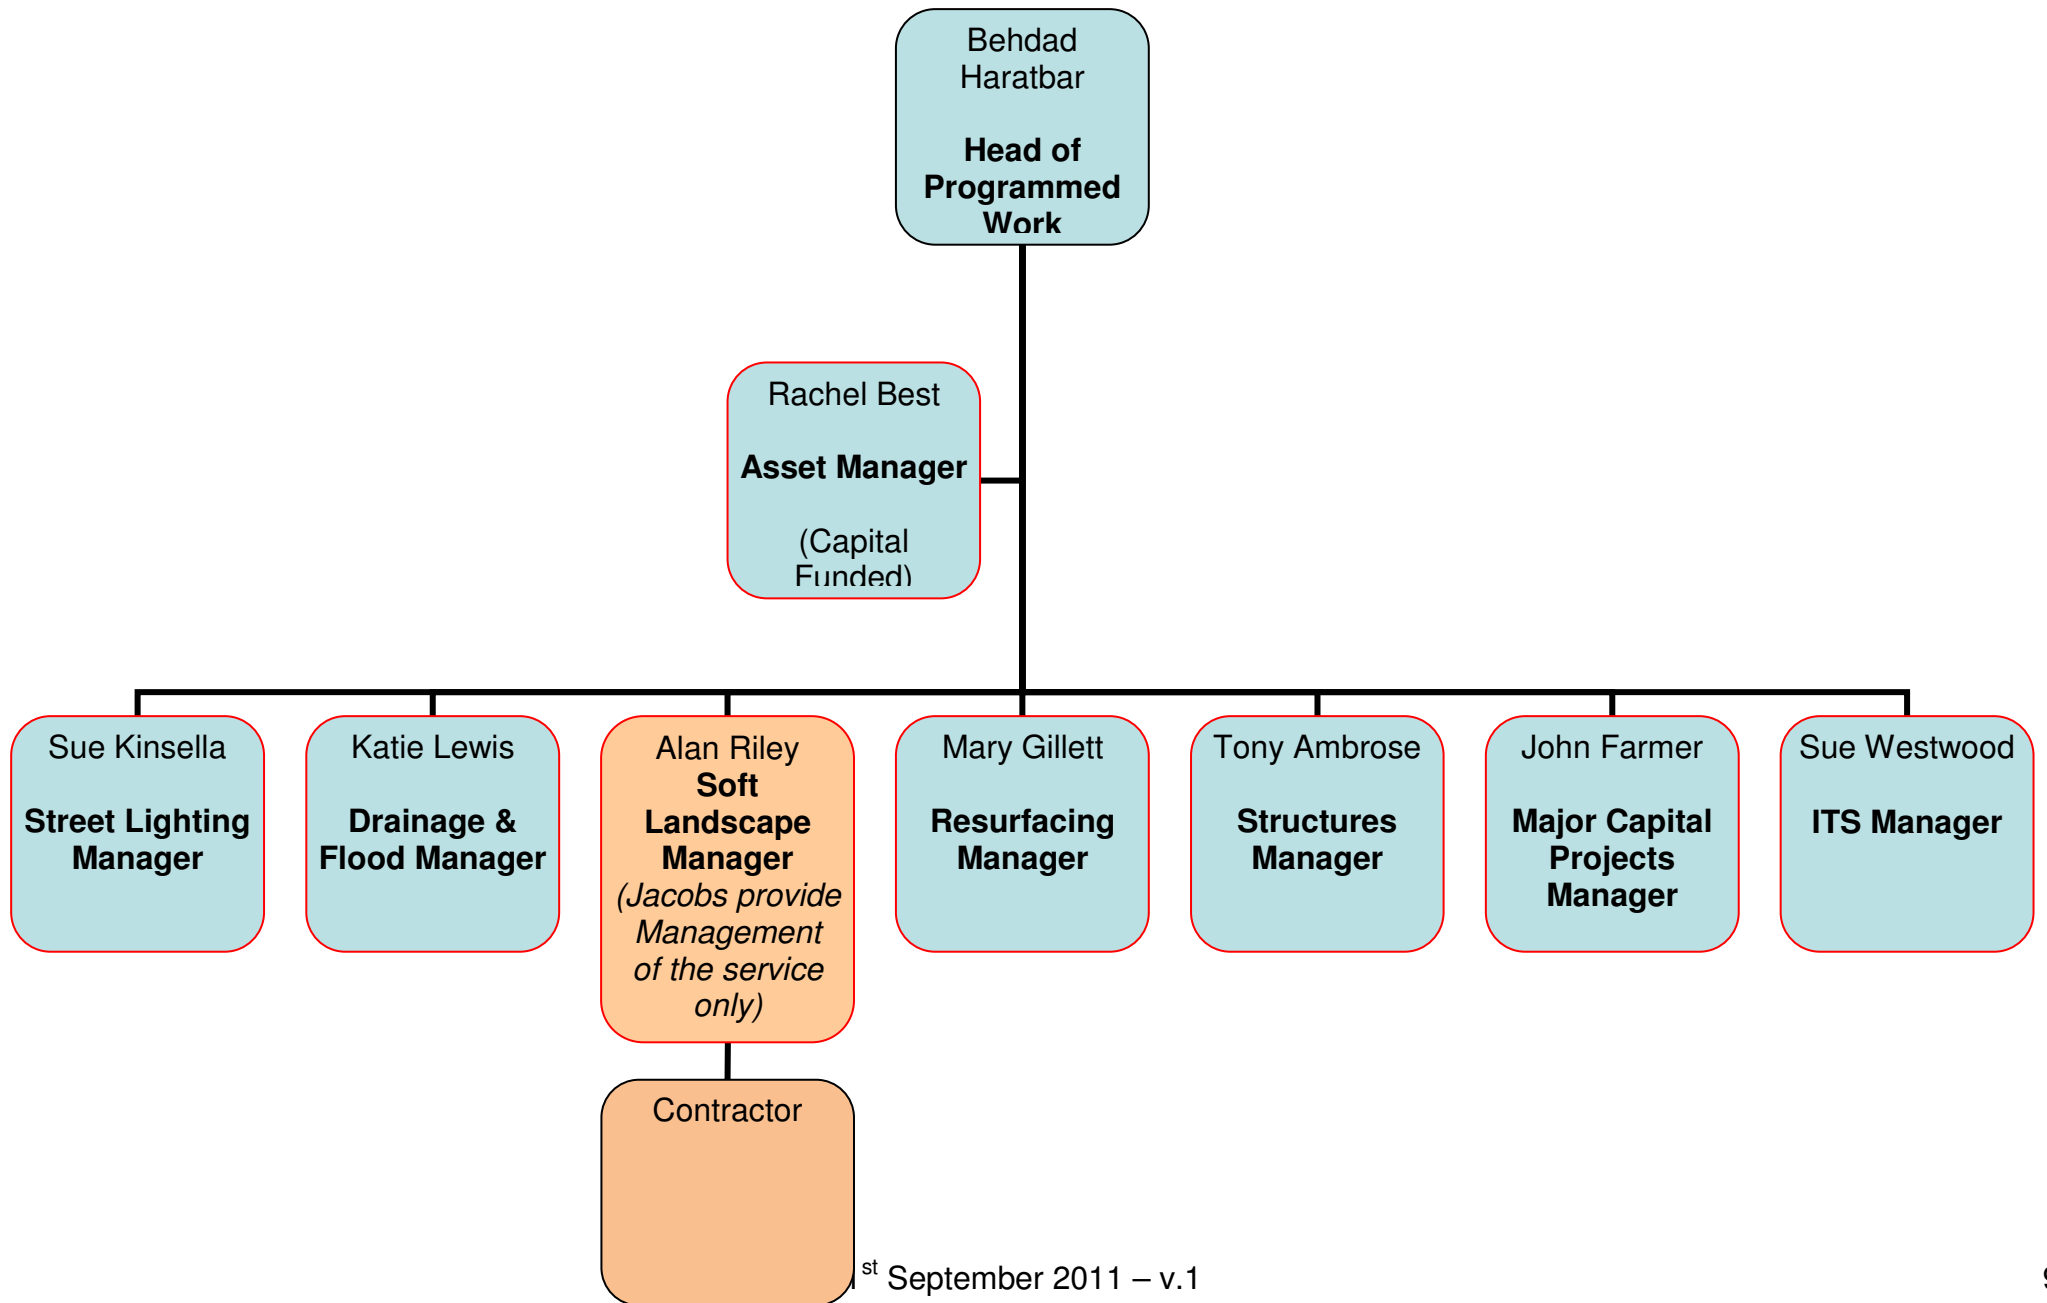 Behdad
Haratbar
Head of
Programmed
Work
Rachel Best
Asset Manager
(Capital
Funded)
Sue Kinsella
Street Lighting
Manager
Katie Lewis
Drainage &
Flood Manager
Alan Riley
Soft
Landscape
Manager
(Jacobs provide
Management
of the service
only)
Mary Gillett
Resurfacing
Manager
Tony Ambrose
Structures
Manager
John Farmer
Major Capital
Projects
Manager
Sue Westwood
ITS Manager
Contractor
st September 2011 – v.1
9